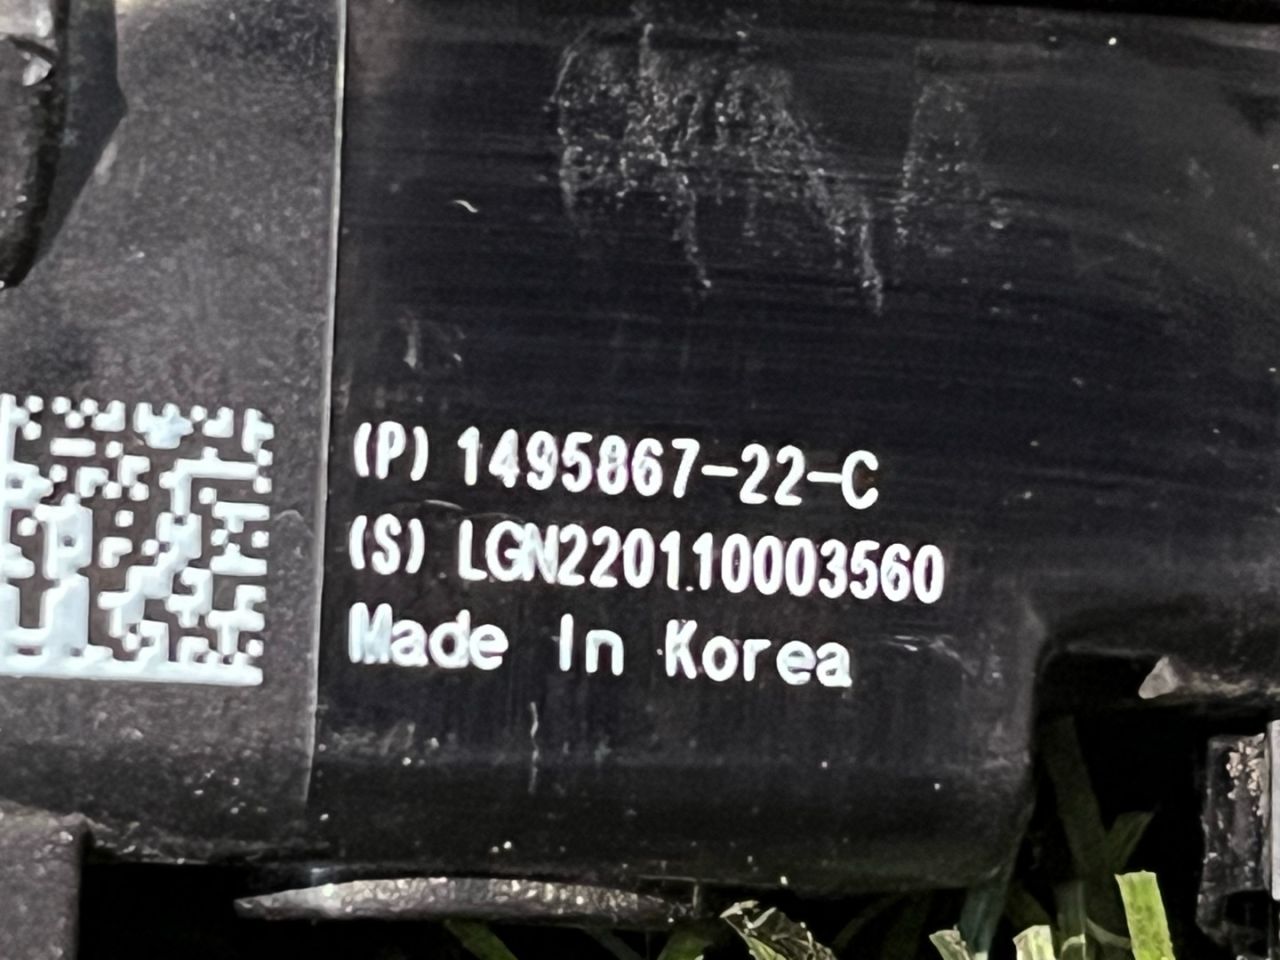 (P) 1495867-22-C
(S) LGN220110003560
Made In Korea